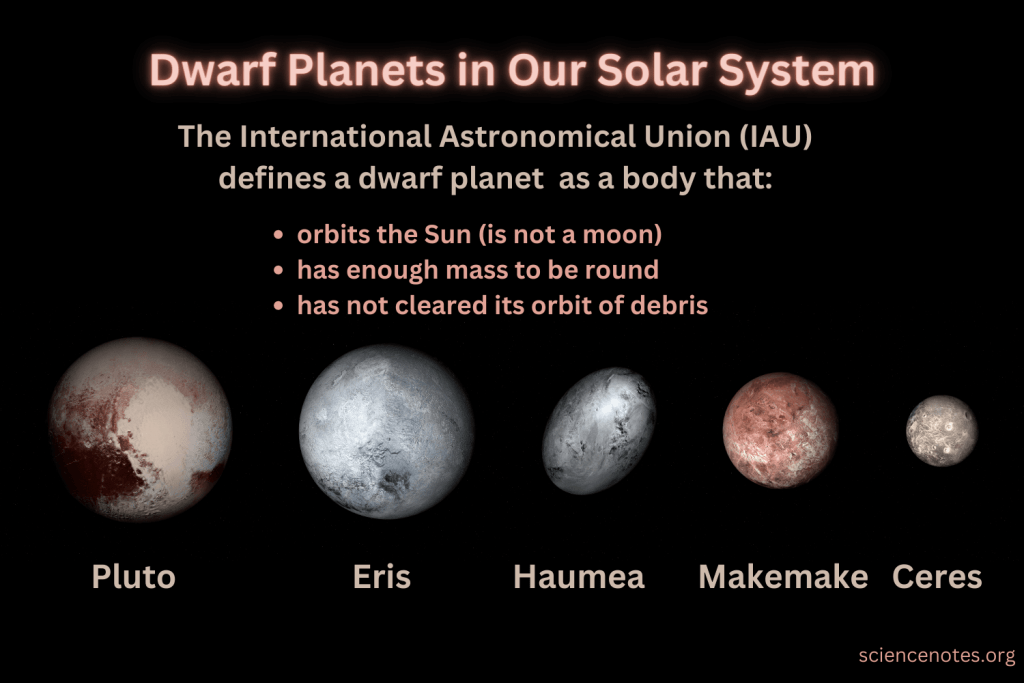 Dwarf Planets in Our Solar System
The International Astronomical Union (IAU)
defines a dwarf planet  as a body that:
• orbits the Sun (is not a moon)
• has enough mass to be round
• has not cleared its orbit of debris
Pluto Eris Haumea Makemake Ceres
sciencenotes.org